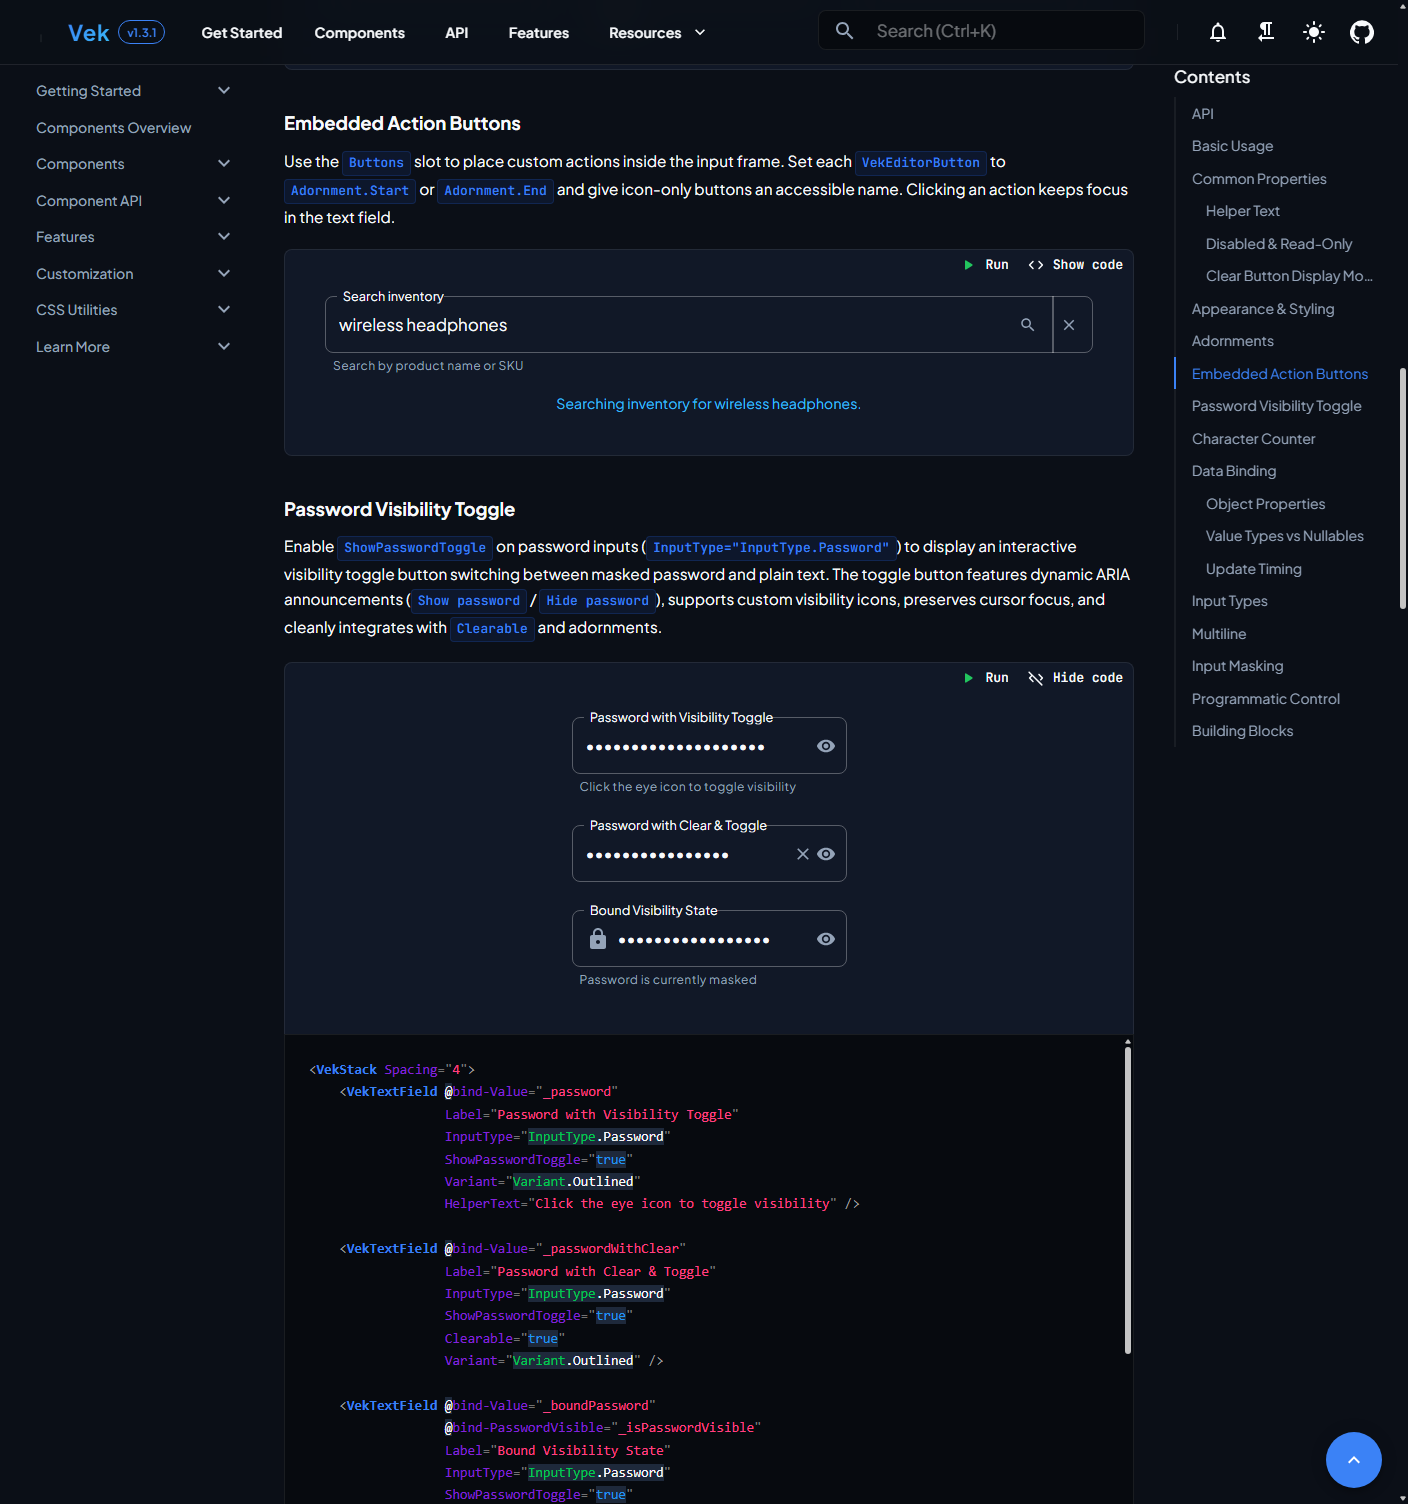 Vek v1.3.1 Get Started Components API Features Resources Search (Ctrl+K)
Getting Started
Components Overview
Components
Component API
Features
Customization
CSS Utilities
Learn More
Embedded Action Buttons
Use the Buttons slot to place custom actions inside the input frame. Set each VekEditorButton to
Adornment.Start or Adornment.End and give icon-only buttons an accessible name. Clicking an action keeps focus
in the text field.
Run Show code
Search inventory
wireless headphones
Search by product name or SKU
Searching inventory for wireless headphones.
Password Visibility Toggle
Enable ShowPasswordToggle on password inputs ( InputType="InputType.Password" ) to display an interactive
visibility toggle button switching between masked password and plain text. The toggle button features dynamic ARIA
announcements ( Show password / Hide password ), supports custom visibility icons, preserves cursor focus, and
cleanly integrates with Clearable and adornments.
Run Hide code
Password with Visibility Toggle
••••••••••••••••••••
Click the eye icon to toggle visibility
Password with Clear & Toggle
••••••••••••••••
Bound Visibility State
•••••••••••••••••
Password is currently masked
<VekStack Spacing="4">
<VekTextField @bind-Value="_password"
Label="Password with Visibility Toggle"
InputType="InputType.Password"
ShowPasswordToggle="true"
Variant="Variant.Outlined"
HelperText="Click the eye icon to toggle visibility" />
<VekTextField @bind-Value="_passwordWithClear"
Label="Password with Clear & Toggle"
InputType="InputType.Password"
ShowPasswordToggle="true"
Clearable="true"
Variant="Variant.Outlined" />
<VekTextField @bind-Value="_boundPassword"
@bind-PasswordVisible="_isPasswordVisible"
Label="Bound Visibility State"
InputType="InputType.Password"
ShowPasswordToggle="true"
Contents
API
Basic Usage
Common Properties
Helper Text
Disabled & Read-Only
Clear Button Display Mo...
Appearance & Styling
Adornments
Embedded Action Buttons
Password Visibility Toggle
Character Counter
Data Binding
Object Properties
Value Types vs Nullables
Update Timing
Input Types
Multiline
Input Masking
Programmatic Control
Building Blocks